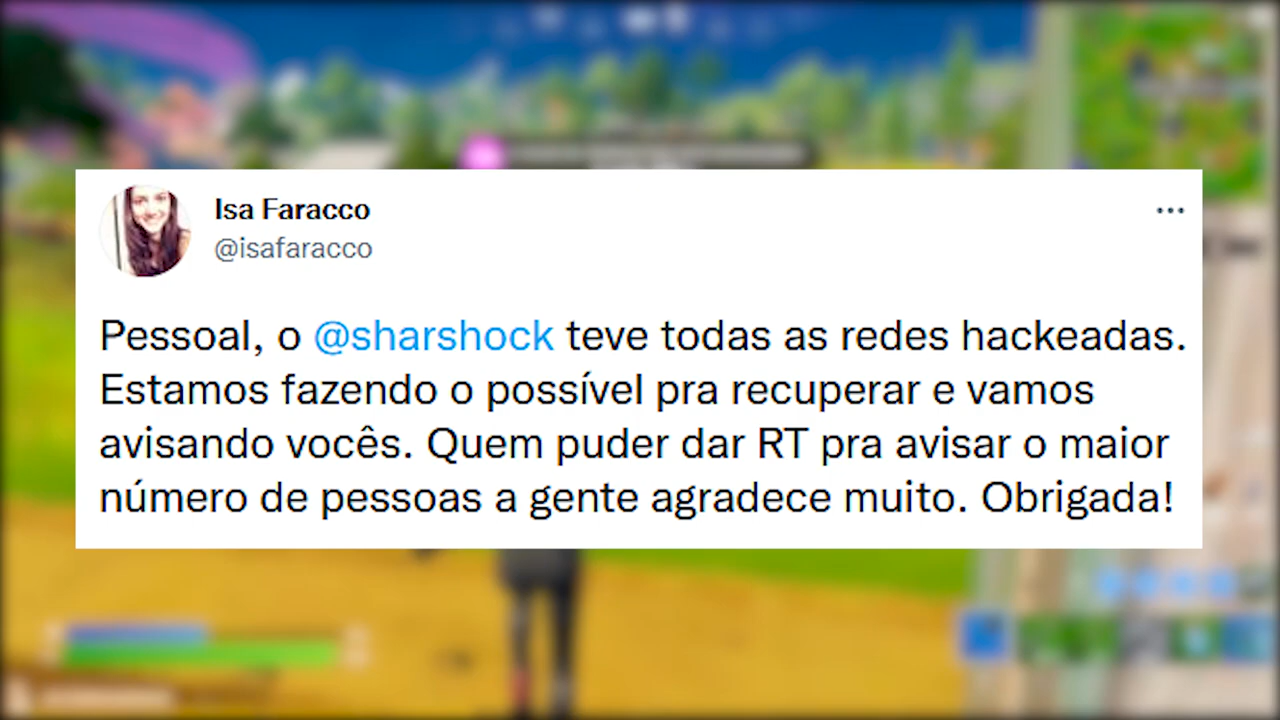 Isa Faracco
@isafaracco
Pessoal, o @sharshock teve todas as redes hackeadas.
Estamos fazendo o possível pra recuperar e vamos
avisando vocês. Quem puder dar RT pra avisar o maior
número de pessoas a gente agradece muito. Obrigada!